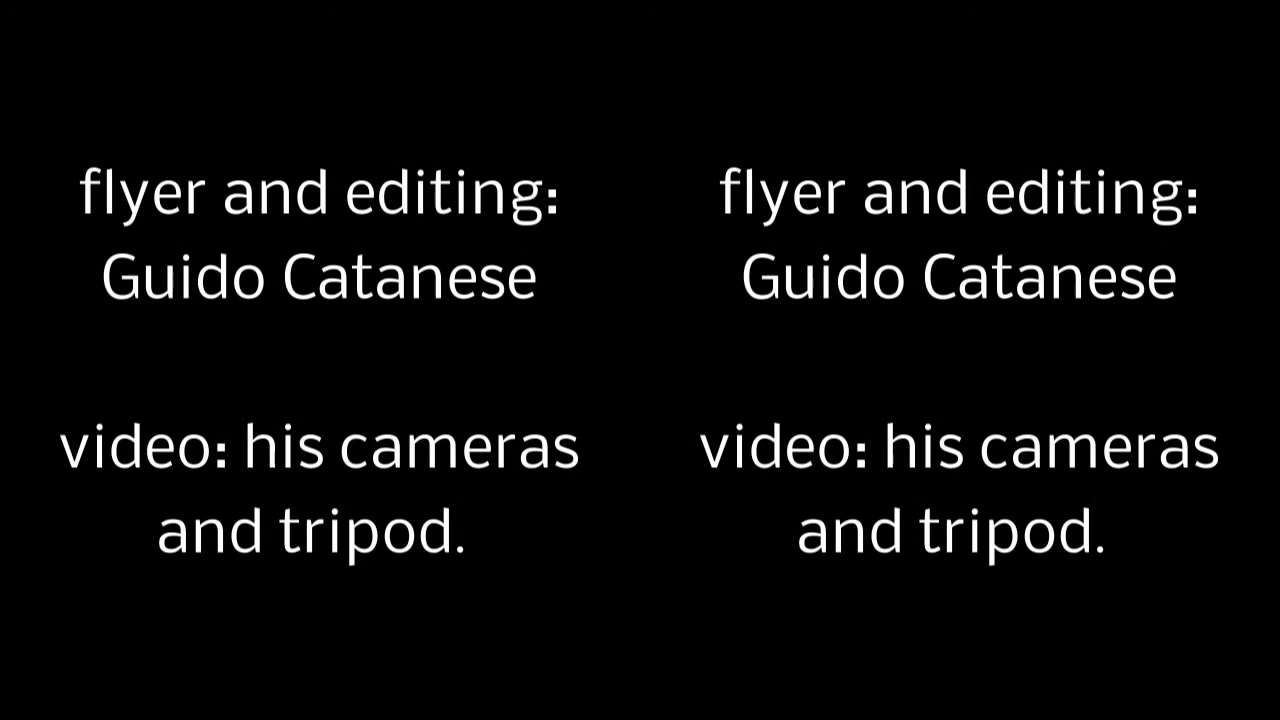 flyer and editing:
Guido Catanese
video: his cameras
and tripod.
flyer and editing:
Guido Catanese
video: his cameras
and tripod.